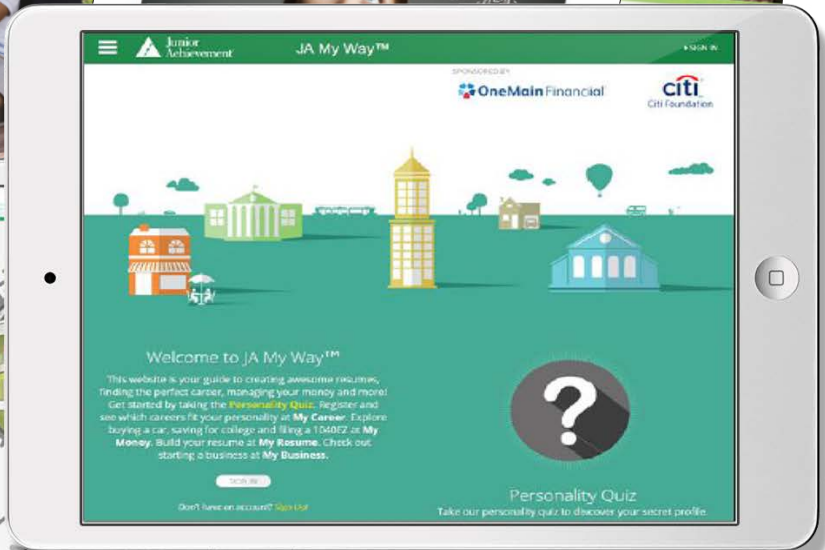 Junior
Achievement
JA My Way™
SIGN IN
SPONSORED BY
OneMain Financial
citi
Citi Foundation
Welcome to JA My Way™
This website is your guide to creating awesome resumes,
finding the perfect career, managing your money and more!
Get started by taking the Personality Quiz. Register and
see which careers fit your personality at My Career. Explore
buying a car, saving for college and filing a 1040EZ at My
Money. Build your resume at My Resume. Check out
starting a business at My Business.
SIGN IN
Don't have an account? Sign Up!
?
Personality Quiz
Take our personality quiz to discover your secret profile.